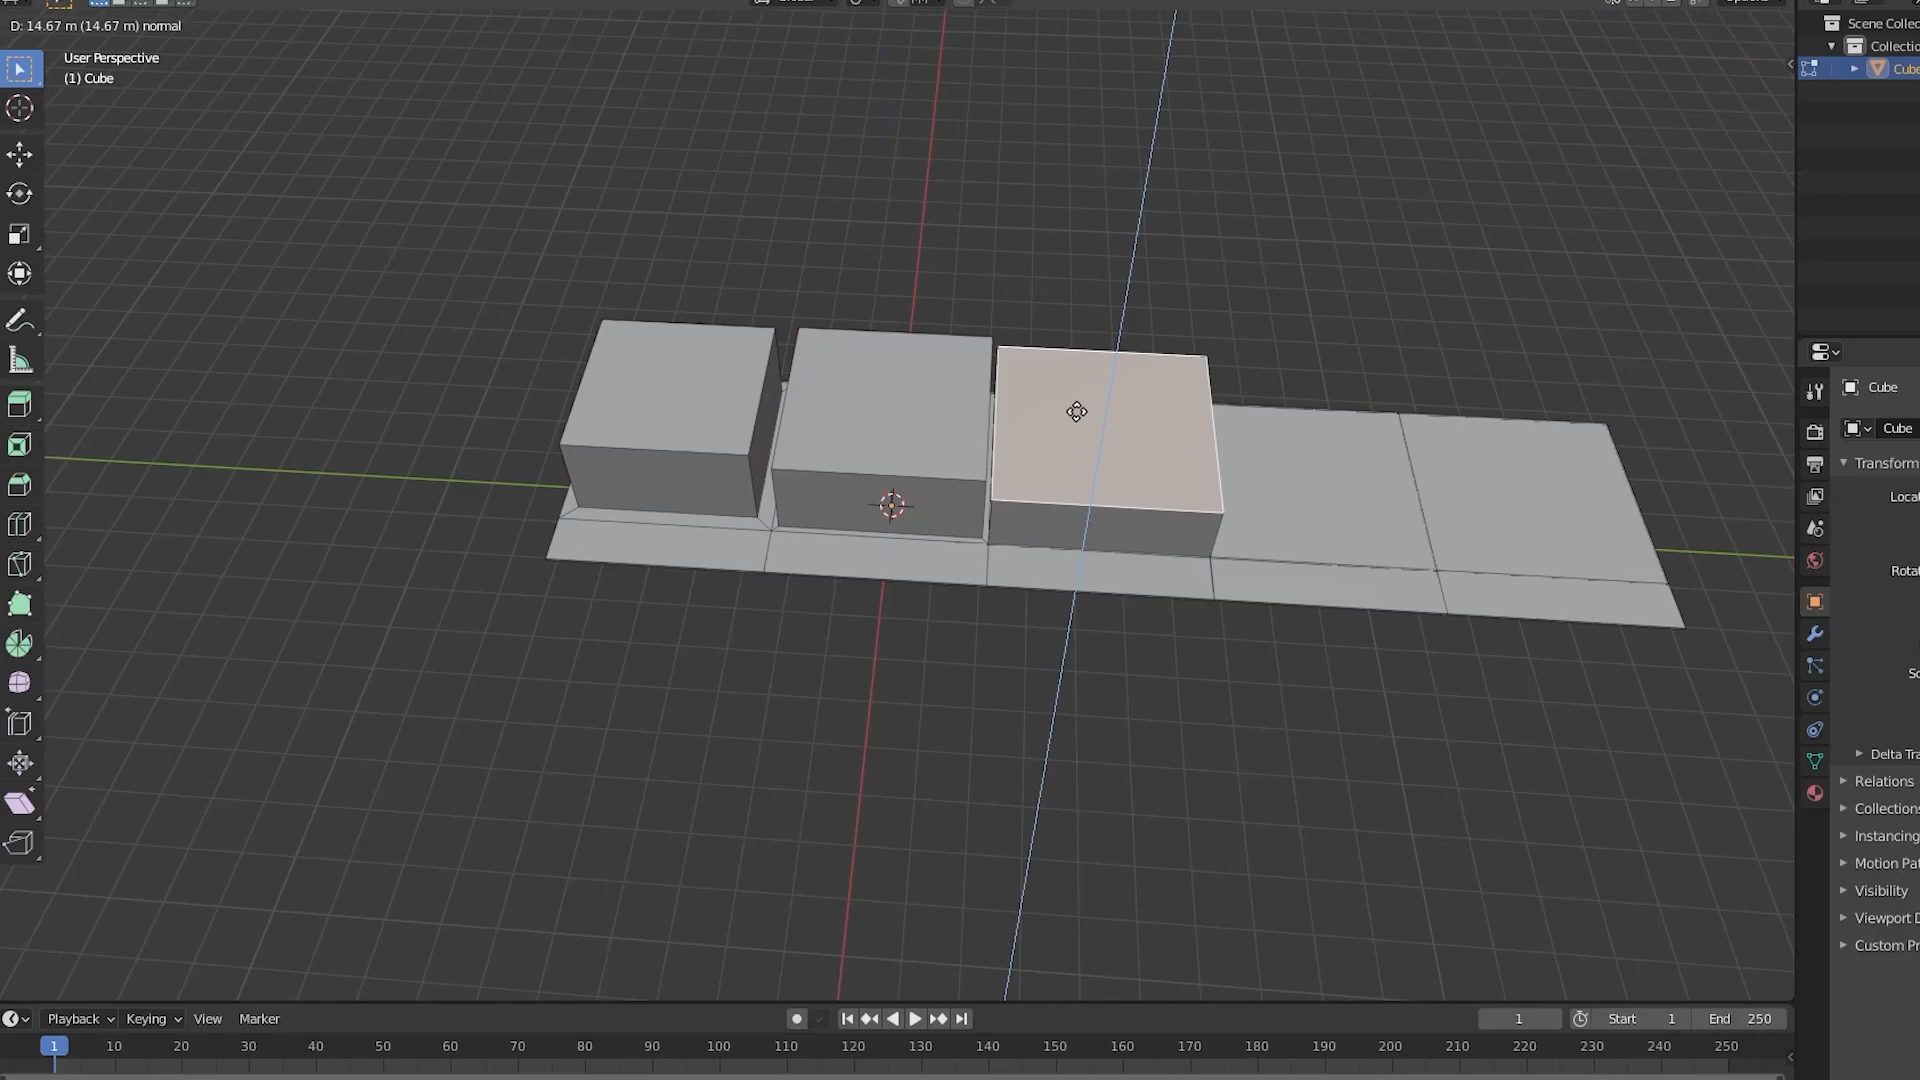 D: 14.67 m (14.67 m) normal
User Perspective
(1) Cube
Scene Collec
Collectio
Cube
Cube
Cube
Transform
Locat
Rotat
Sc
Delta Tra
Relations
Collections
Instancing
Motion Pat
Visibility
Viewport D
Custom Pr
Playback Keying View Marker
1 Start 1 End 250
1 10 20 30 40 50 60 70 80 90 100 110 120 130 140 150 160 170 180 190 200 210 220 230 240 250